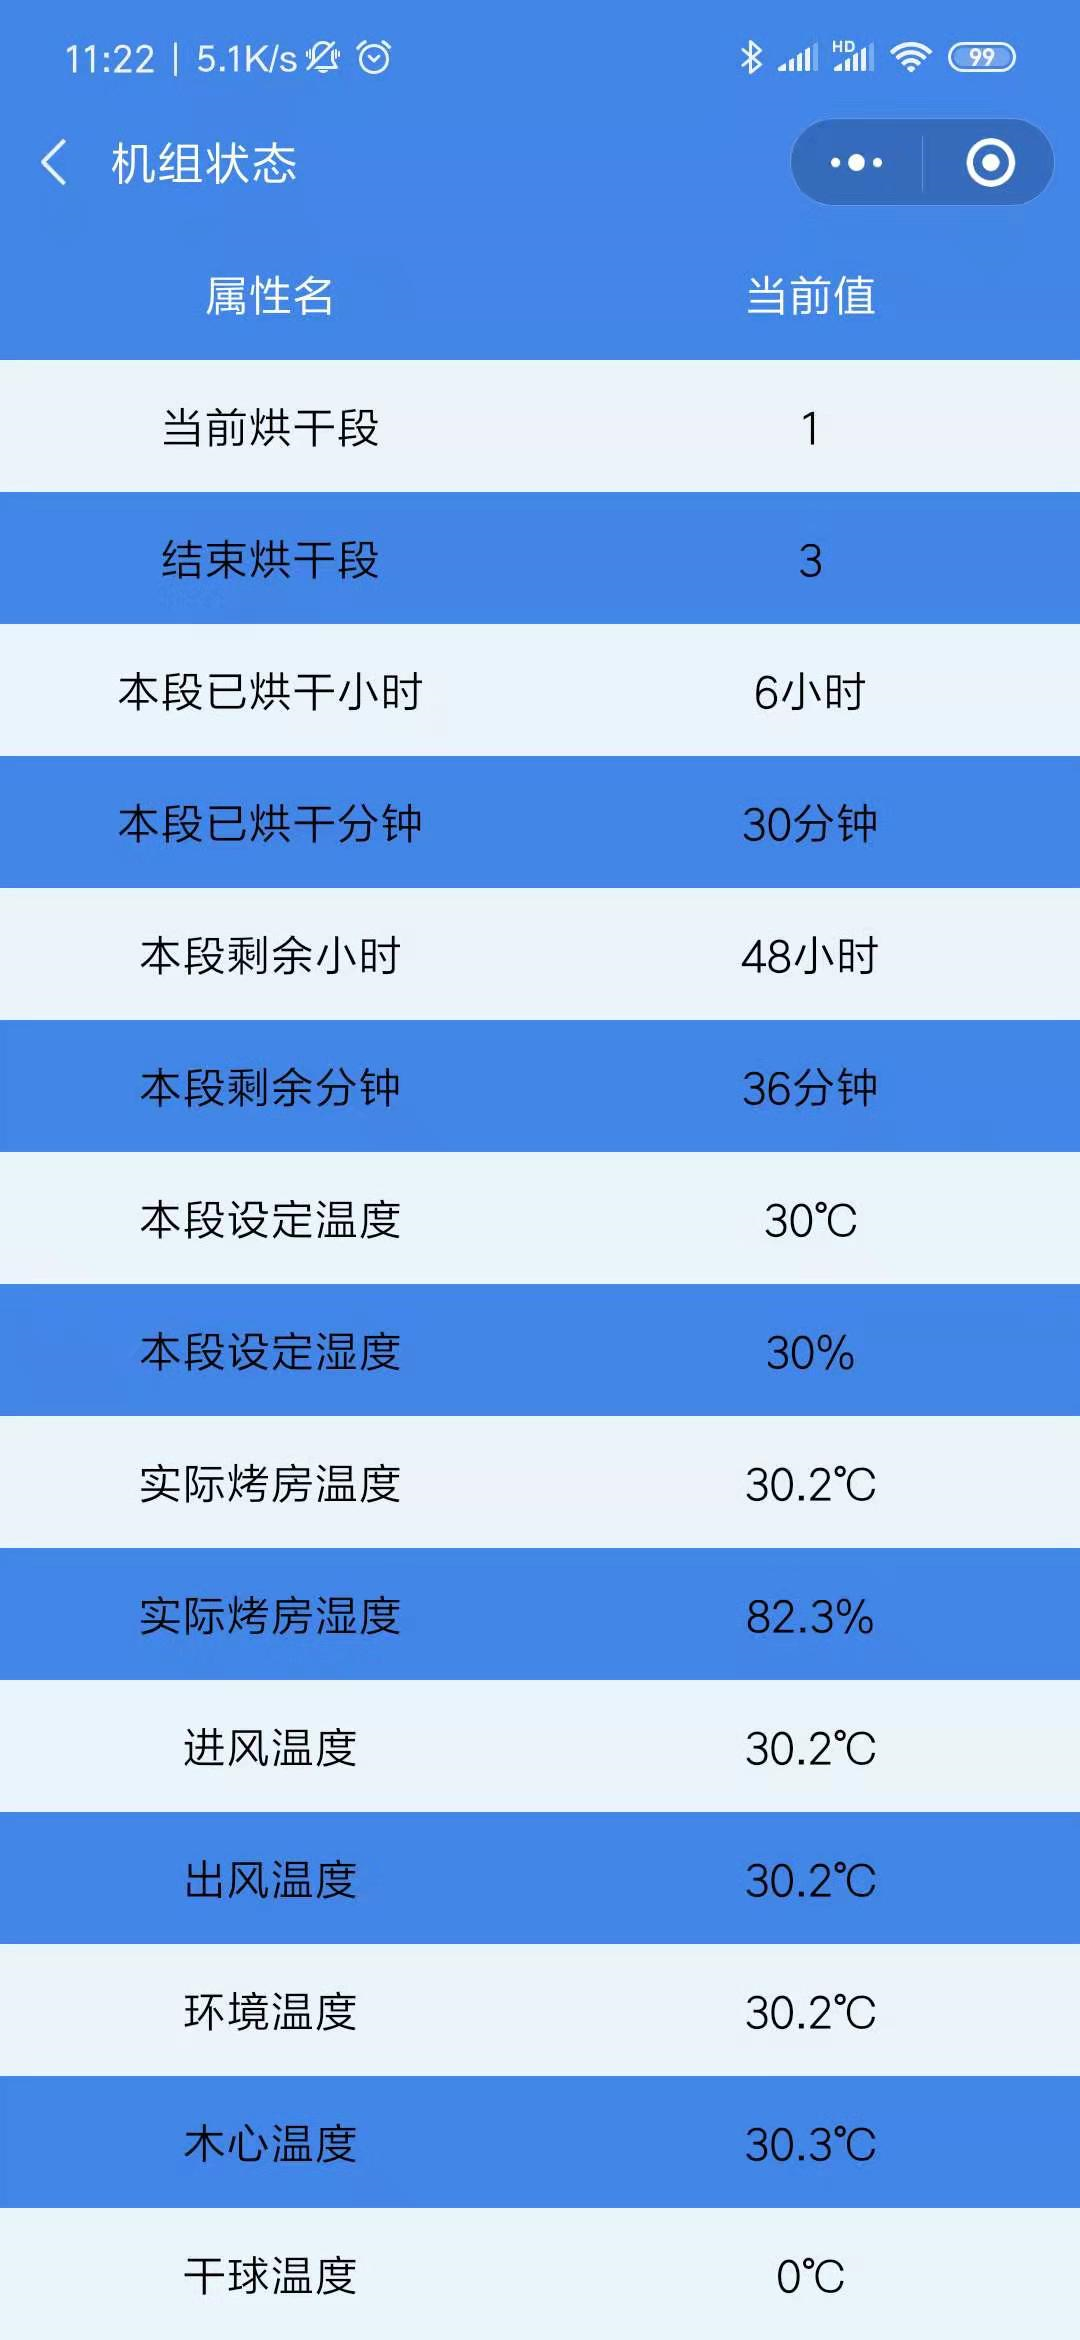 11:22 | 5.1K/s HD 99
机组状态
属性名 当前值
当前烘干段 1
结束烘干段 3
本段已烘干小时 6小时
本段已烘干分钟 30分钟
本段剩余小时 48小时
本段剩余分钟 36分钟
本段设定温度 30℃
本段设定湿度 30%
实际烤房温度 30.2℃
实际烤房湿度 82.3%
进风温度 30.2℃
出风温度 30.2℃
环境温度 30.2℃
木心温度 30.3℃
干球温度 0℃